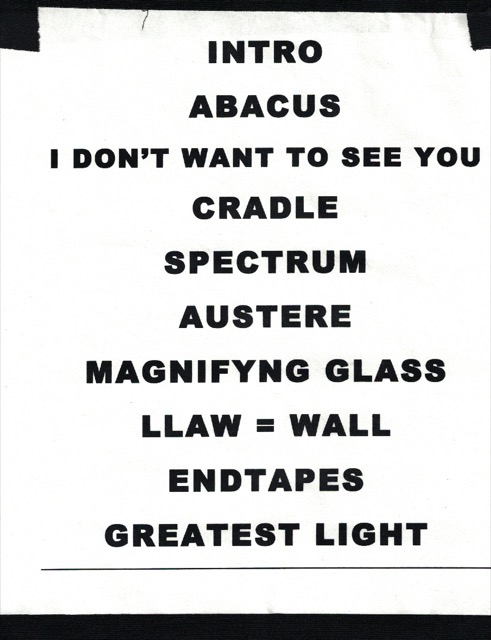 INTRO
ABACUS
I DON'T WANT TO SEE YOU
CRADLE
SPECTRUM
AUSTERE
MAGNIFYNG GLASS
LLAW = WALL
ENDTAPES
GREATEST LIGHT